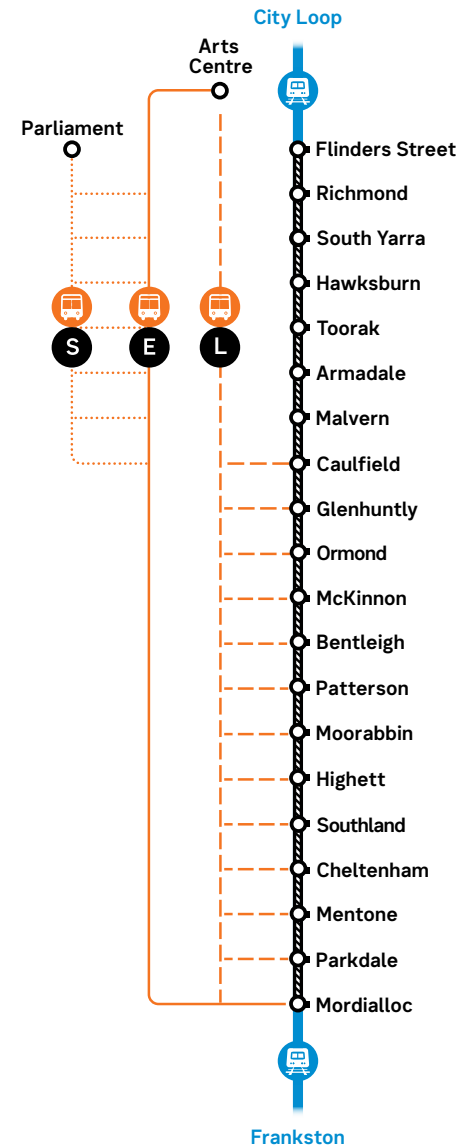 City Loop
Arts
Centre
Parliament
Flinders Street
Richmond
South Yarra
Hawksburn
S
E
L
Toorak
Armadale
Malvern
Caulfield
Glenhuntly
Ormond
McKinnon
Bentleigh
Patterson
Moorabbin
Highett
Southland
Cheltenham
Mentone
Parkdale
Mordialloc
Frankston